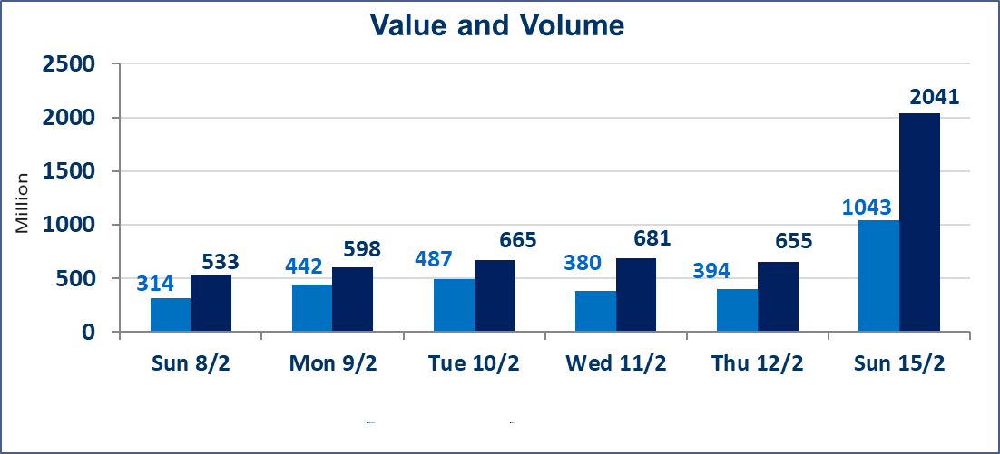 Value and Volume
2500
2000
1500
1000
500
0
Million
314
533
442
598
487
665
380
681
394
655
1043
2041
Sun 8/2
Mon 9/2
Tue 10/2
Wed 11/2
Thu 12/2
Sun 15/2